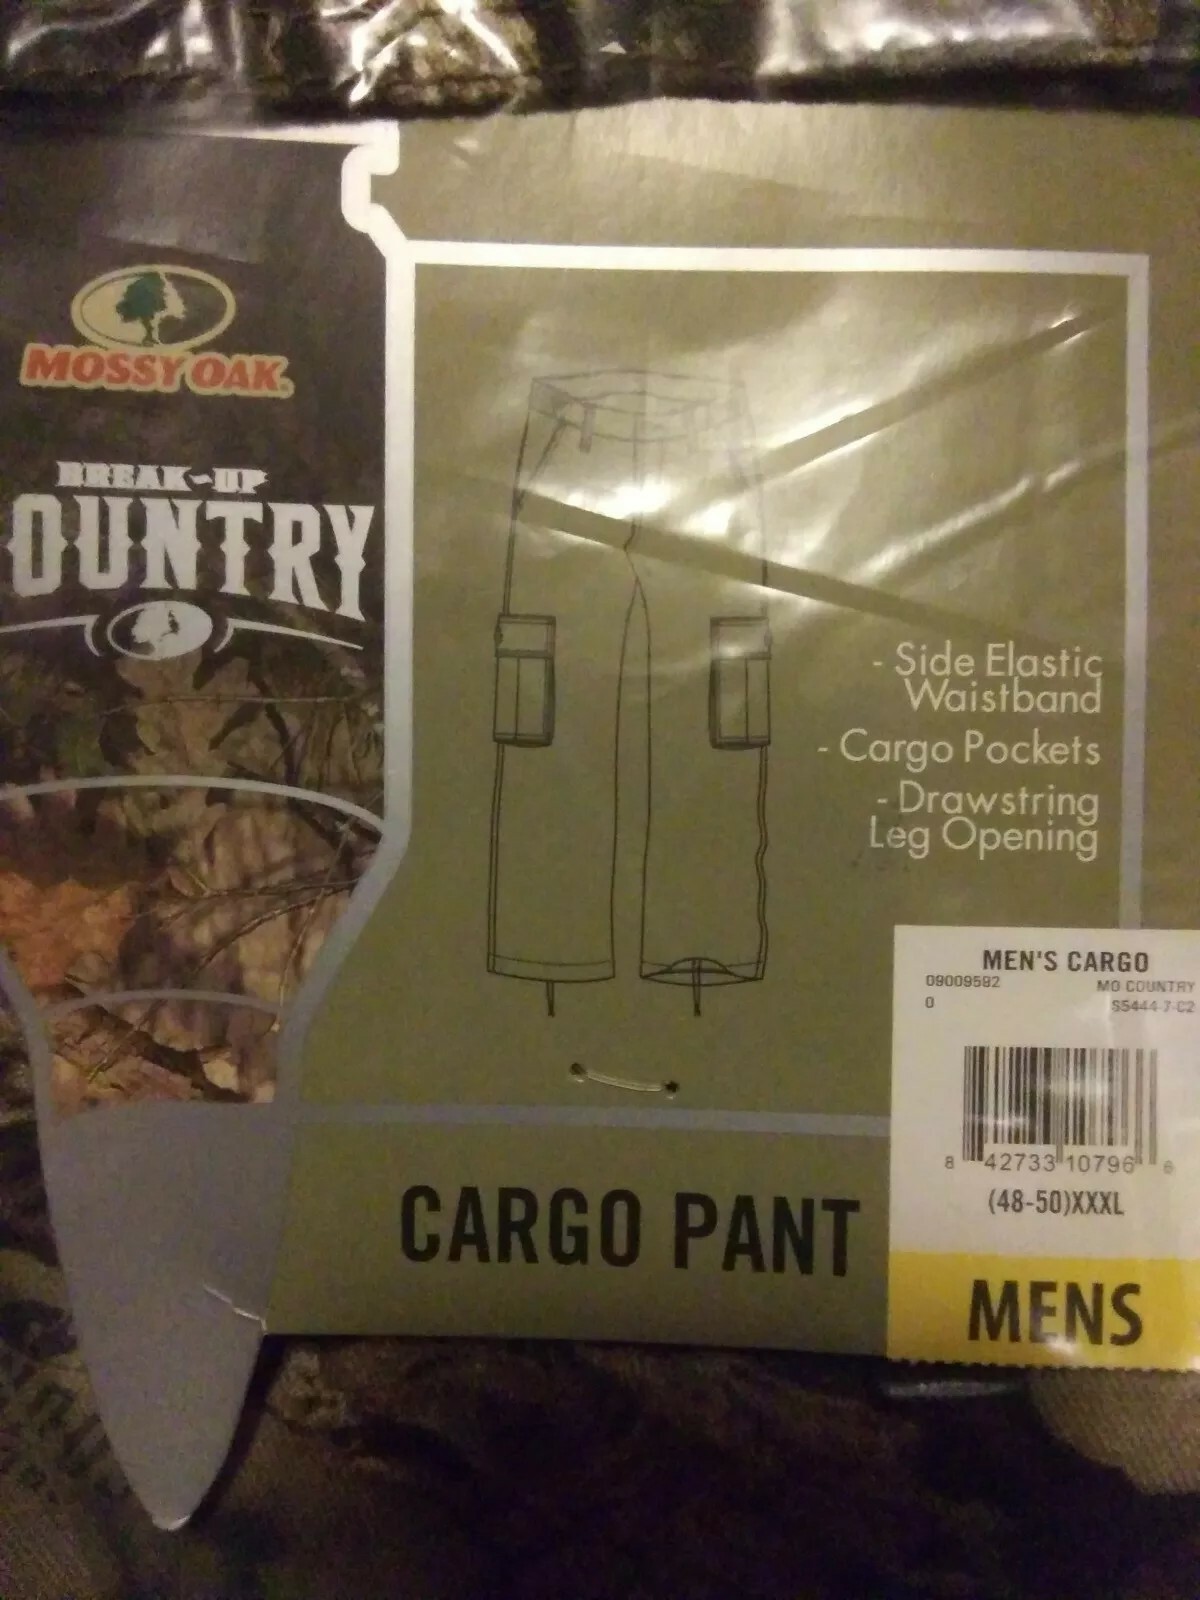 MOSSY OAK.
BREAK-UP
OUNTRY
- Side Elastic
Waistband
- Cargo Pockets
- Drawstring
Leg Opening
MEN'S CARGO
09009592 MO COUNTRY
0 S5444-7-C2
8 42733 10796 6
(48-50)XXXL
CARGO PANT
MENS